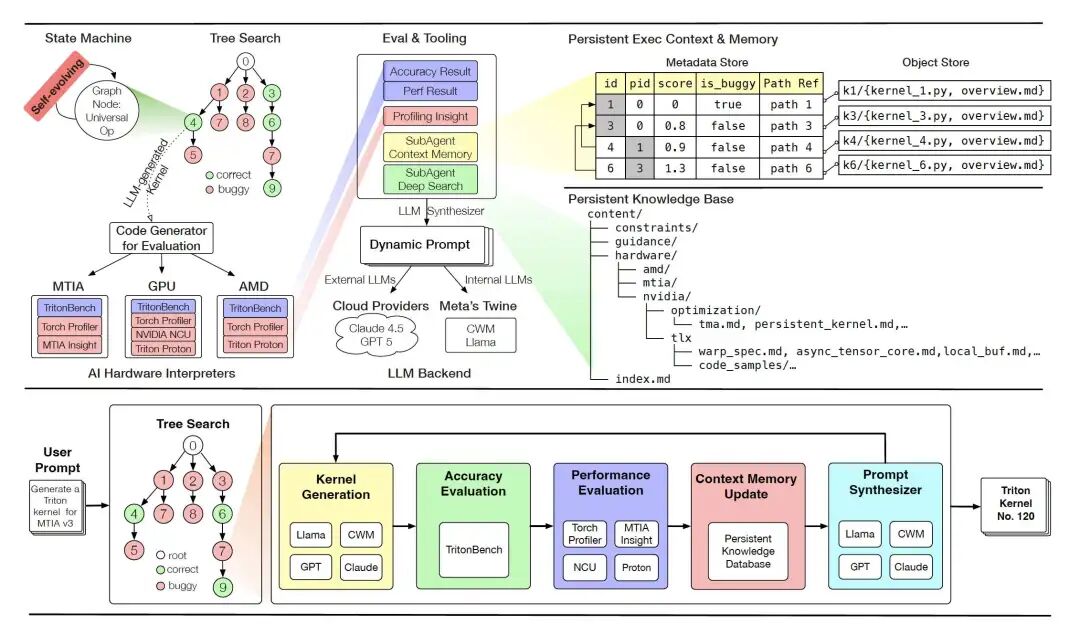 State Machine
Self-evolving
Graph
Node:
Universal
Op
LLM-generated
Kernel
Tree Search
0
1
2
3
4
7
8
6
5
7
9
correct
buggy
Code Generator
for Evaluation
MTIA
TritonBench
Torch Profiler
MTIA Insight
GPU
TritonBench
Torch Profiler
NVIDIA NCU
Triton Proton
AMD
TritonBench
Torch Profiler
Triton Proton
AI Hardware Interpreters
Eval & Tooling
Accuracy Result
Perf Result
Profiling Insight
SubAgent
Context Memory
SubAgent
Deep Search
LLM Synthesizer
Dynamic Prompt
External LLMs
Internal LLMs
Cloud Providers
Claude 4.5
GPT 5
Meta's Twine
CWM
Llama
LLM Backend
Persistent Exec Context & Memory
Metadata Store
id pid score is_buggy Path Ref
1 0 0 true path 1
3 0 0.8 false path 3
4 1 0.9 false path 4
6 3 1.3 false path 6
Object Store
k1/{kernel_1.py, overview.md}
k3/{kernel_3.py, overview.md}
k4/{kernel_4.py, overview.md}
k6/{kernel_6.py, overview.md}
Persistent Knowledge Base
content/
constraints/
guidance/
hardware/
amd/
mtia/
nvidia/
optimization/
tma.md, persistent_kernel.md,…
tlx
warp_spec.md, async_tensor_core.md,local_buf.md,…
code_samples/…
index.md
User
Prompt
Generate a
Triton
kernel for
MTIA v3
Tree Search
0
1
2
3
4
7
8
6
5
7
9
root
correct
buggy
Kernel
Generation
Llama
CWM
GPT
Claude
Accuracy
Evaluation
TritonBench
Performance
Evaluation
Torch
Profiler
MTIA
Insight
NCU
Proton
Context Memory
Update
Persistent
Knowledge
Database
Prompt
Synthesizer
Llama
CWM
GPT
Claude
Triton
Kernel
No. 120